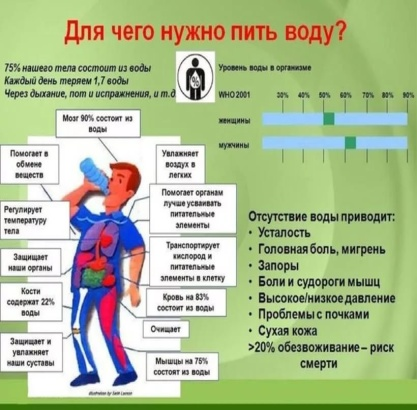 Для чего нужно пить воду?
75% нашего тела состоит из воды
Каждый день теряем 1,7 воды
Через дыхание, пот и испражнения, и т.д
Уровень воды в организме
WHO 2001
30% 40% 50% 60% 70% 80% 90%
женщины
мужчины
Мозг 90% состоит из
воды
Помогает в
обмене
веществ
Регулирует
температуру
тела
Защищает
наши органы
Кости
содержат 22%
воды
Защищает и
увлажняет
наши суставы
Увлажняет
воздух в
легких
Помогает органам
лучше усваивать
питательные
элементы
Транспортирует
кислород и
питательные
элементы в клетку
Кровь на 83%
состоит из воды
Очищает
Мышцы на 75%
состоят из воды
Отсутствие воды приводит:
• Усталость
• Головная боль, мигрень
• Запоры
• Боли и судороги мышц
• Высокое/низкое давление
• Проблемы с почками
• Сухая кожа
>20% обезвоживание – риск
смерти